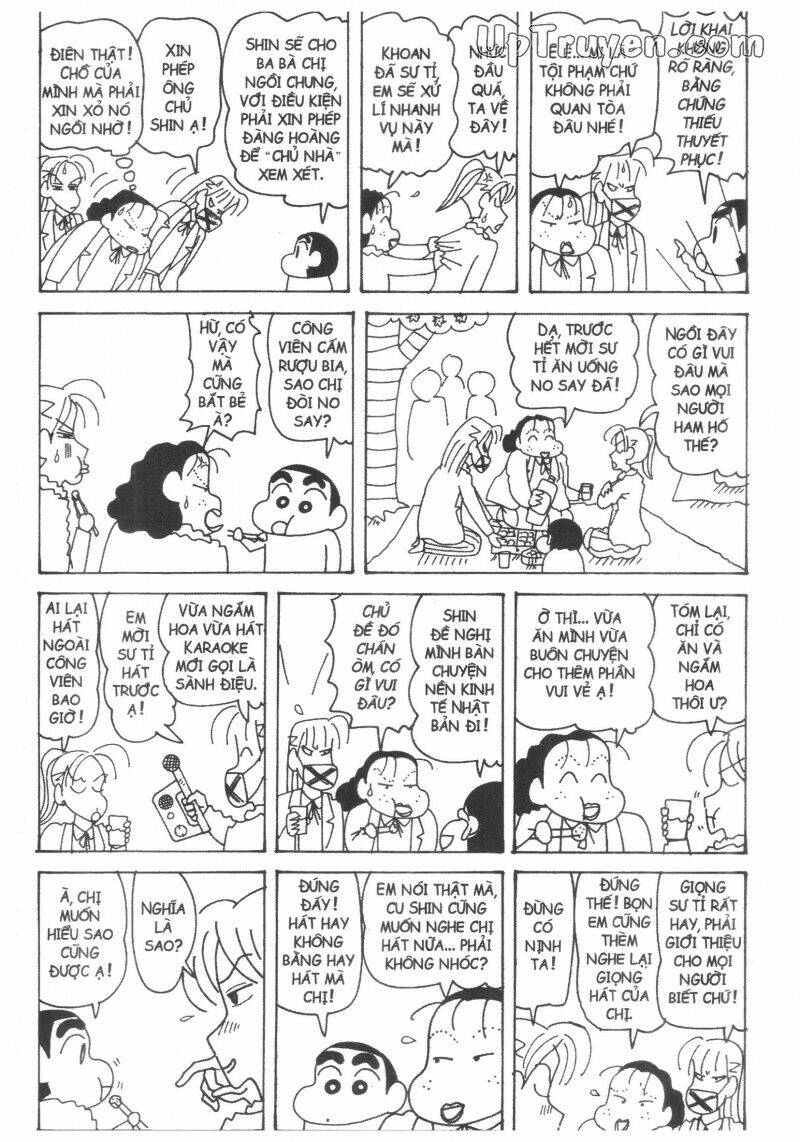 UpTruyen.com
LỜI KHAI
KHÔNG
RÕ RÀNG,
BẰNG
CHỨNG
THIẾU
THUYẾT
PHỤC!
TỘI PHẠM CHỨ
KHÔNG PHẢI
QUAN TÒA
ĐÂU NHÉ!
NHỨC
ĐẦU
QUÁ,
TA VỀ
ĐÂY!
KHOAN
ĐÃ SƯ TỈ,
EM SẼ XỬ
LÍ NHANH
VỤ NÀY
MÀ!
SHIN SẼ CHO
BA BÀ CHỊ
NGỒI CHUNG,
VỚI ĐIỀU KIỆN
PHẢI XIN PHÉP
ĐÀNG HOÀNG
ĐỂ "CHỦ NHÀ"
XEM XÉT.
XIN
PHÉP
ÔNG
CHỦ
SHIN Ạ!
ĐIÊN THẬT!
CHỖ CỦA
MÌNH MÀ PHẢI
XIN XỎ NÓ
NGỒI NHỜ!
NGỒI ĐÂY
CÓ GÌ VUI
ĐÂU MÀ
SAO MỌI
NGƯỜI
HAM HỐ
THẾ?
DẠ, TRƯỚC
HẾT MỜI SƯ
TỈ ĂN UỐNG
NO SAY ĐÃ!
CÔNG
VIÊN CẤM
RƯỢU BIA,
SAO CHỊ
ĐÒI NO
SAY?
HỪ, CÓ
VẬY
MÀ
CŨNG
BẮT BẺ
À?
TÓM LẠI,
CHỈ CÓ
ĂN VÀ
NGẮM
HOA
THÔI Ư?
Ờ THÌ... VỪA
ĂN MÌNH VỪA
BUÔN CHUYỆN
CHO THÊM PHẦN
VUI VẺ Ạ!
SHIN
ĐỀ NGHỊ
MÌNH BÀN
CHUYỆN
NỀN KINH
TẾ NHẬT
BẢN ĐI!
CHỦ
ĐỀ ĐÓ
CHÁN
ÒM, CÓ
GÌ VUI
ĐÂU?
VỪA NGẮM
HOA VỪA HÁT
KARAOKE
MỚI GỌI LÀ
SÀNH ĐIỆU.
EM
MỜI
SƯ TỈ
HÁT
TRƯỚC
Ạ!
AI LẠI
HÁT
NGOÀI
CÔNG
VIÊN
BAO
GIỜ!
GIỌNG
SƯ TỈ RẤT
HAY, PHẢI
GIỚI THIỆU
CHO MỌI
NGƯỜI
BIẾT CHỨ!
ĐÚNG
THẾ! BỌN
EM CŨNG
THÈM
NGHE LẠI
GIỌNG
HÁT CỦA
CHỊ.
ĐỪNG
CÓ
NỊNH
TA!
EM NÓI THẬT MÀ,
CU SHIN CŨNG
MUỐN NGHE CHỊ
HÁT NỮA... PHẢI
KHÔNG NHÓC?
ĐÚNG
ĐẤY!
HÁT HAY
KHÔNG
BẰNG HAY
HÁT MÀ
CHỊ!
NGHĨA
LÀ
SAO?
À, CHỊ
MUỐN
HIỂU SAO
CŨNG
ĐƯỢC Ạ!